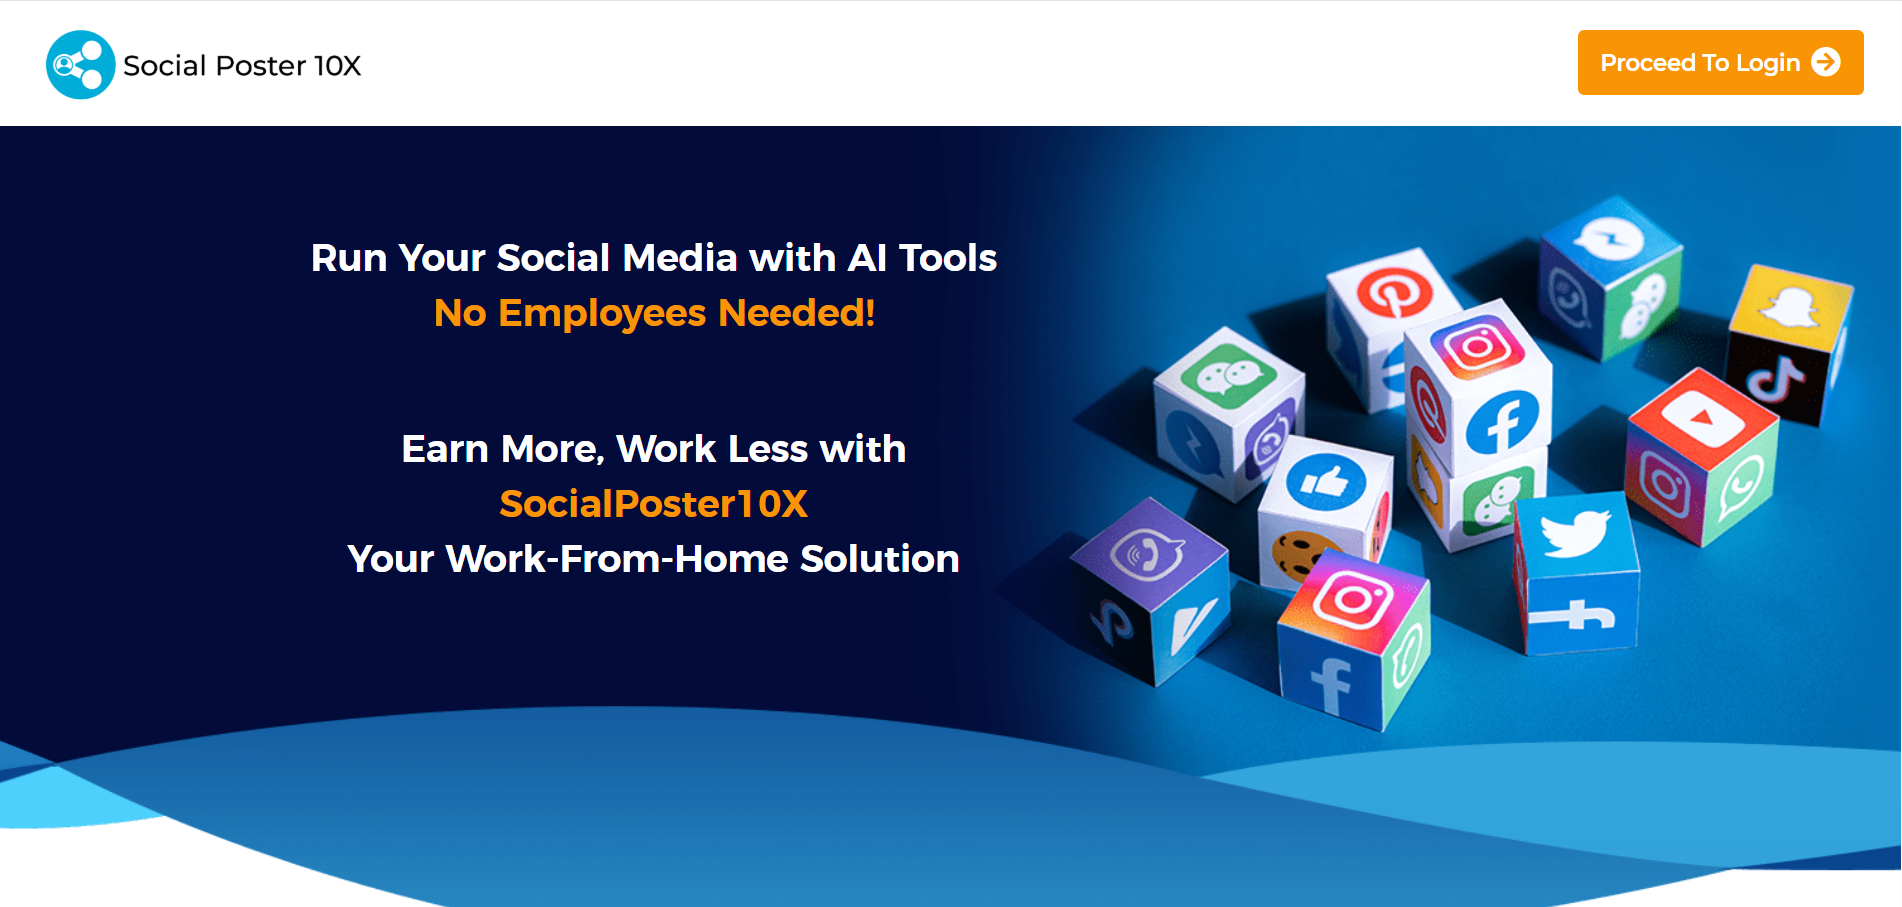 Social Poster 10X
Proceed To Login
Run Your Social Media with AI Tools
No Employees Needed!
Earn More, Work Less with
SocialPoster10X
Your Work-From-Home Solution